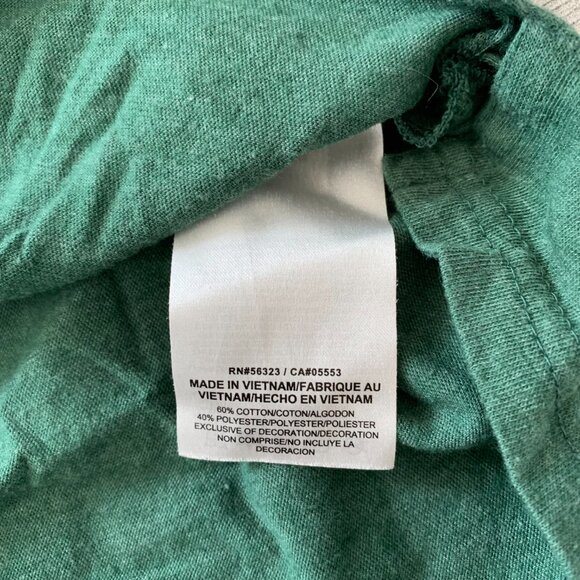 RN#56323 / CA#05553
MADE IN VIETNAM/FABRIQUE AU
VIETNAM/HECHO EN VIETNAM
60% COTTON/COTON/ALGODON
40% POLYESTER/POLYESTER/POLIESTER
EXCLUSIVE OF DECORATION/DECORATION
NON COMPRISE/NO INCLUYE LA
DECORACION